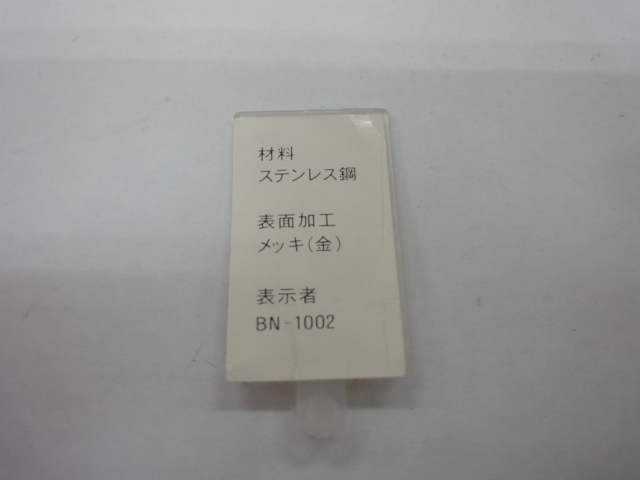 材料
ステンレス鋼
表面加工
メッキ(金)
表示者
BN-1002